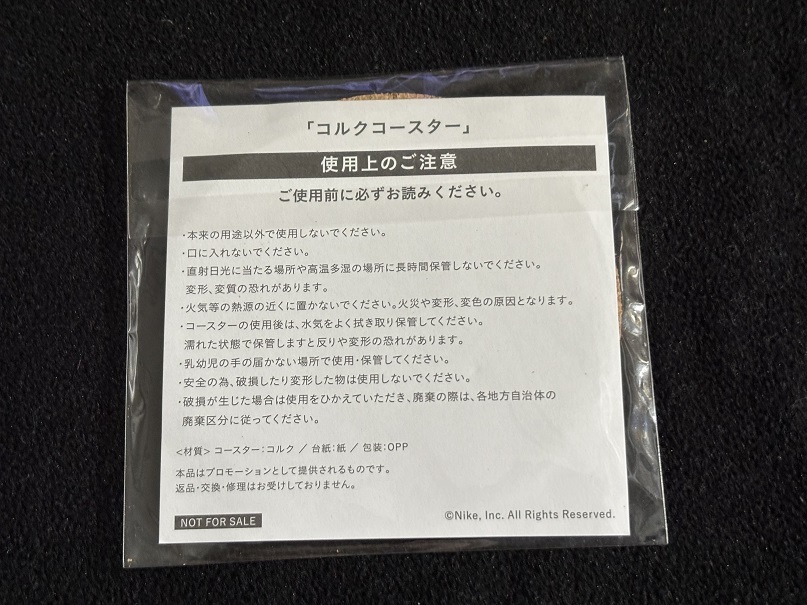 「コルクコースター」
使用上のご注意
ご使用前に必ずお読みください。
・本来の用途以外で使用しないでください。
・口に入れないでください。
・直射日光に当たる場所や高温多湿の場所に長時間保管しないでください。
変形、変質の恐れがあります。
・火気等の熱源の近くに置かないでください。火災や変形、変色の原因となります。
・コースターの使用後は、水気をよく拭き取り保管してください。
濡れた状態で保管しますと反りや変形の恐れがあります。
・乳幼児の手の届かない場所で使用・保管してください。
・安全の為、破損したり変形した物は使用しないでください。
・破損が生じた場合は使用をひかえていただき、廃棄の際は、各地方自治体の
廃棄区分に従ってください。
<材質> コースター:コルク / 台紙:紙 / 包装:OPP
本品はプロモーションとして提供されるものです。
返品・交換・修理はお受けしておりません。
NOT FOR SALE
©Nike, Inc. All Rights Reserved.